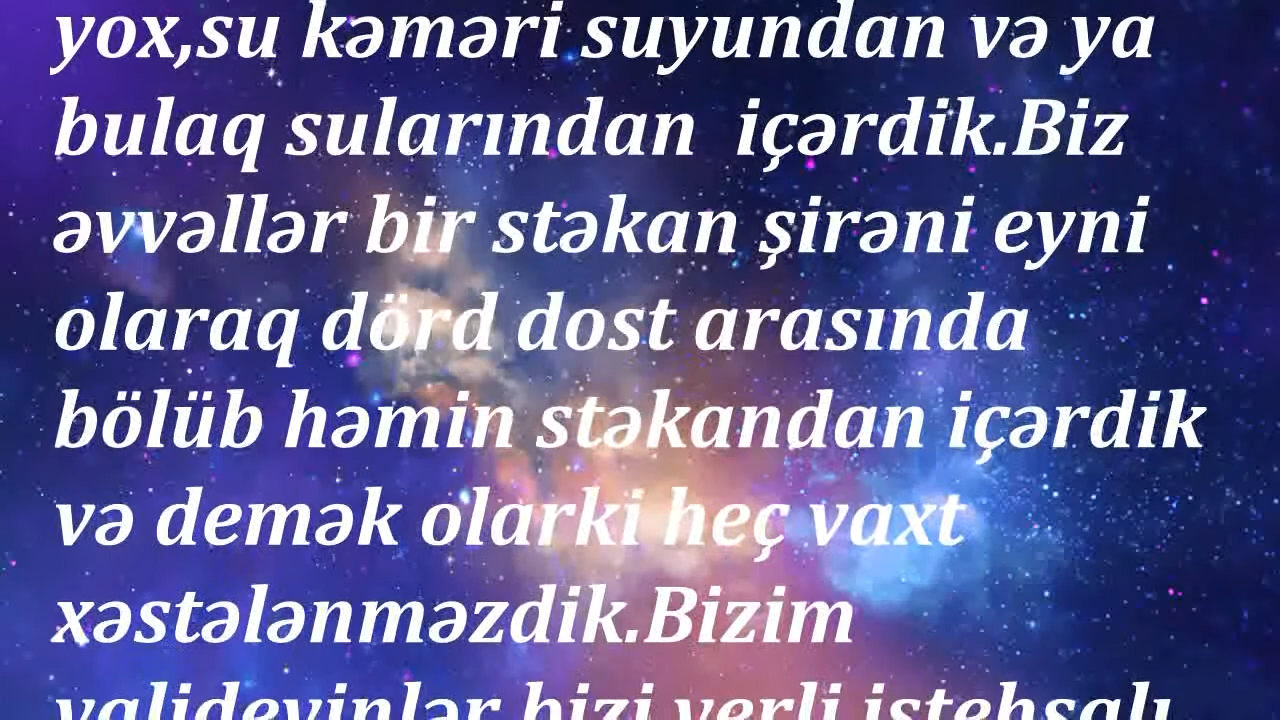 yox,su kəməri suyundan və ya
bulaq sularından içərdik.Biz
əvvəllər bir stəkan şirəni eyni
olaraq dörd dost arasında
bölüb həmin stəkandan içərdik
və demək olarki heç vaxt
xəstələnməzdik.Bizim
valideyinlər bizi yerli istehsalı